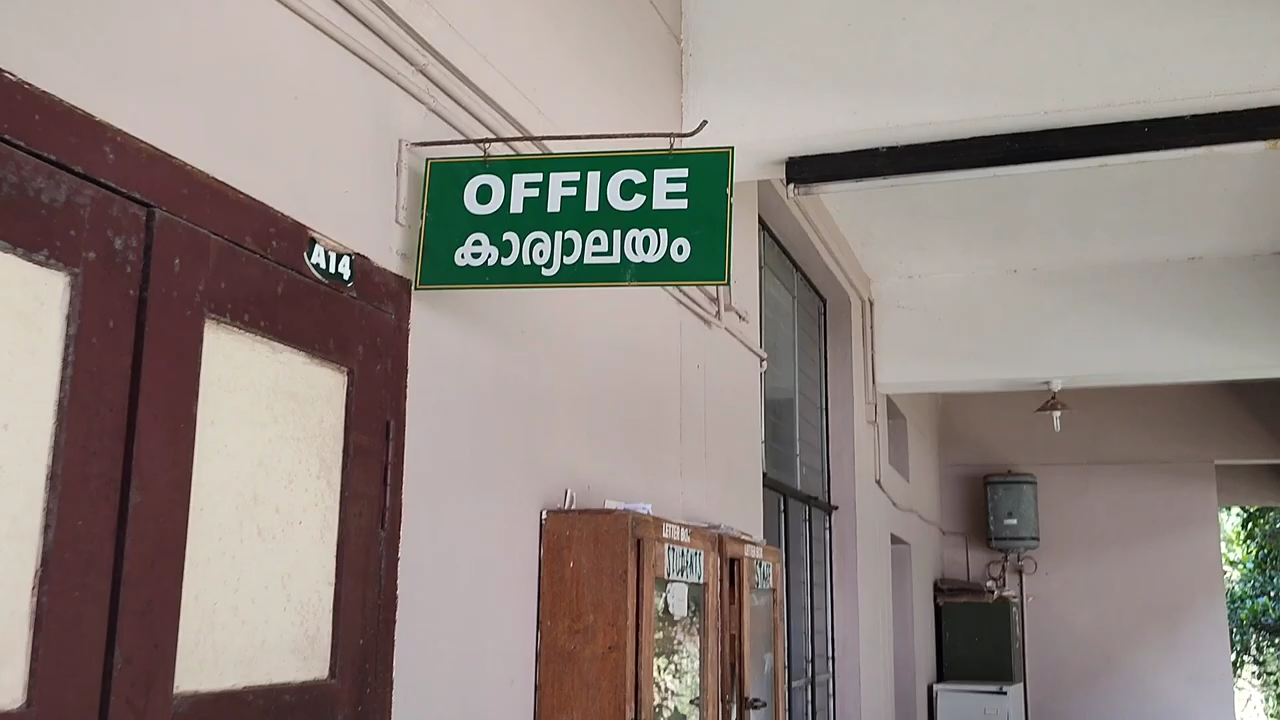 OFFICE
കാര്യാലയം
A14
LETTER BOX
STUDENTS
LETTER BOX
STAFF